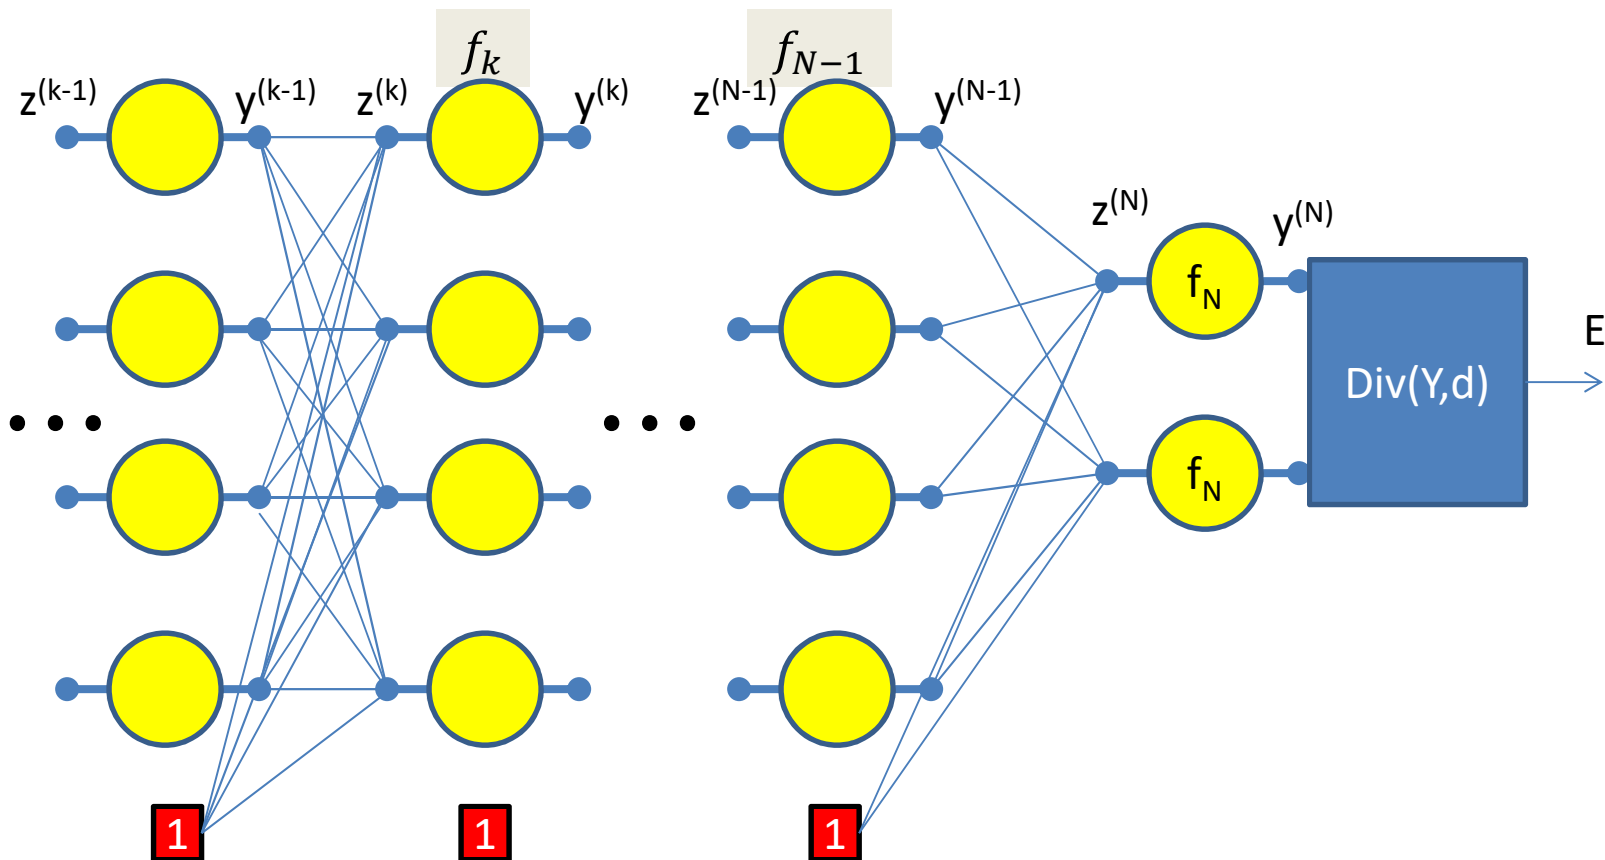 f_k
f_{N−1}
z^(k-1)
y^(k-1)
z^(k)
y^(k)
z^(N-1)
y^(N-1)
z^(N)
y^(N)
f_N
E
Div(Y,d)
f_N
1
1
1